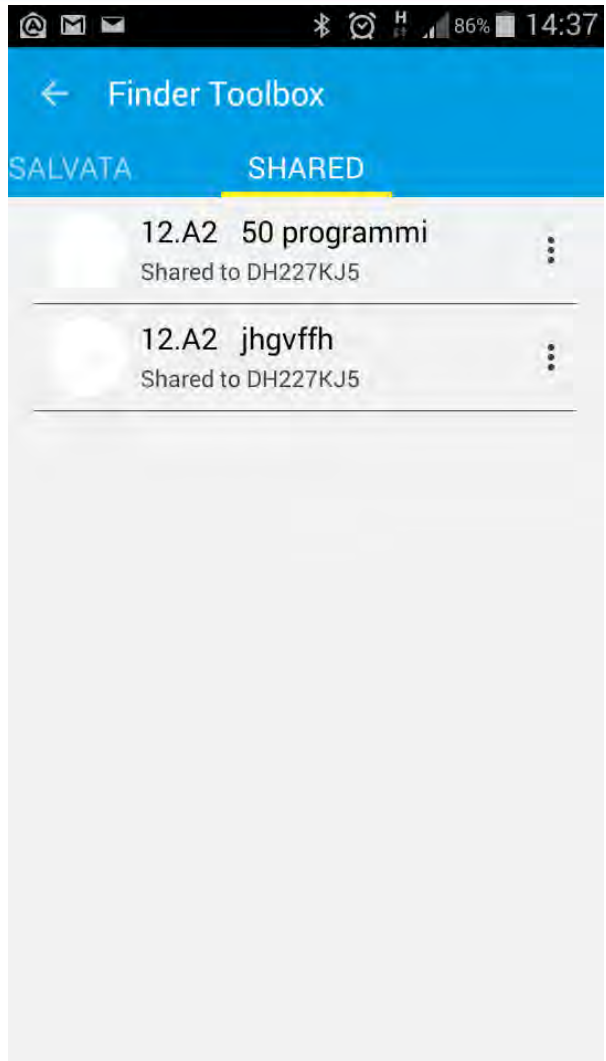 H 86% 14:37
Finder Toolbox
SALVATA SHARED
12.A2 50 programmi
Shared to DH227KJ5
12.A2 jhgvffh
Shared to DH227KJ5